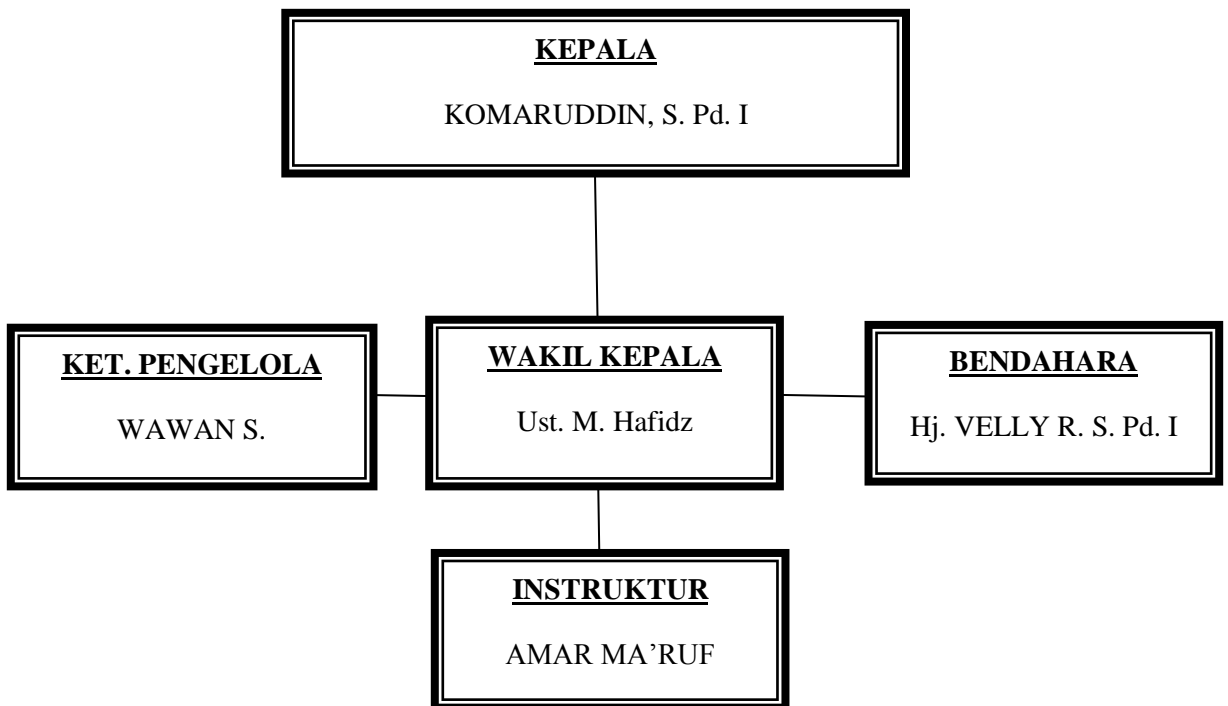 KEPALA
KOMARUDDIN, S. Pd. I
KET. PENGELOLA
WAWAN S.
WAKIL KEPALA
Ust. M. Hafidz
BENDAHARA
Hj. VELLY R. S. Pd. I
INSTRUKTUR
AMAR MA’RUF